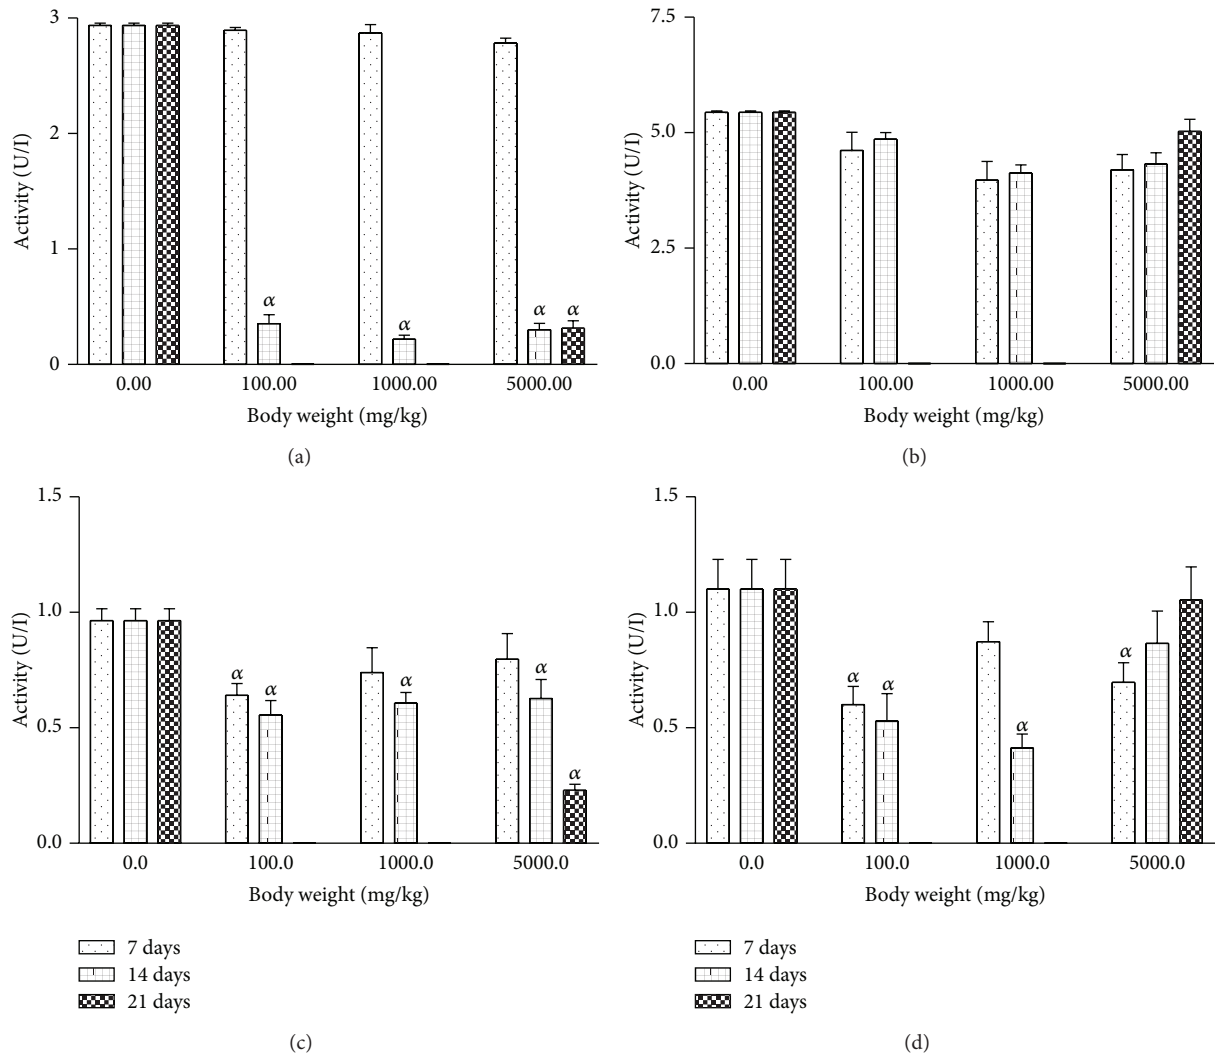 3
2
1
0
Activity (U/I)
α
α
α
α
0.00 100.00 1000.00 5000.00
Body weight (mg/kg)
(a)
7.5
5.0
2.5
0.0
Activity (U/I)
0.00 100.00 1000.00 5000.00
Body weight (mg/kg)
(b)
1.5
1.0
0.5
0.0
Activity (U/I)
α
α
α
α
α
0.0 100.0 1000.0 5000.0
Body weight (mg/kg)
7 days
14 days
21 days
(c)
1.5
1.0
0.5
0.0
Activity (U/I)
α
α
α
α
0.0 100.0 1000.0 5000.0
Body weight (mg/kg)
7 days
14 days
21 days
(d)